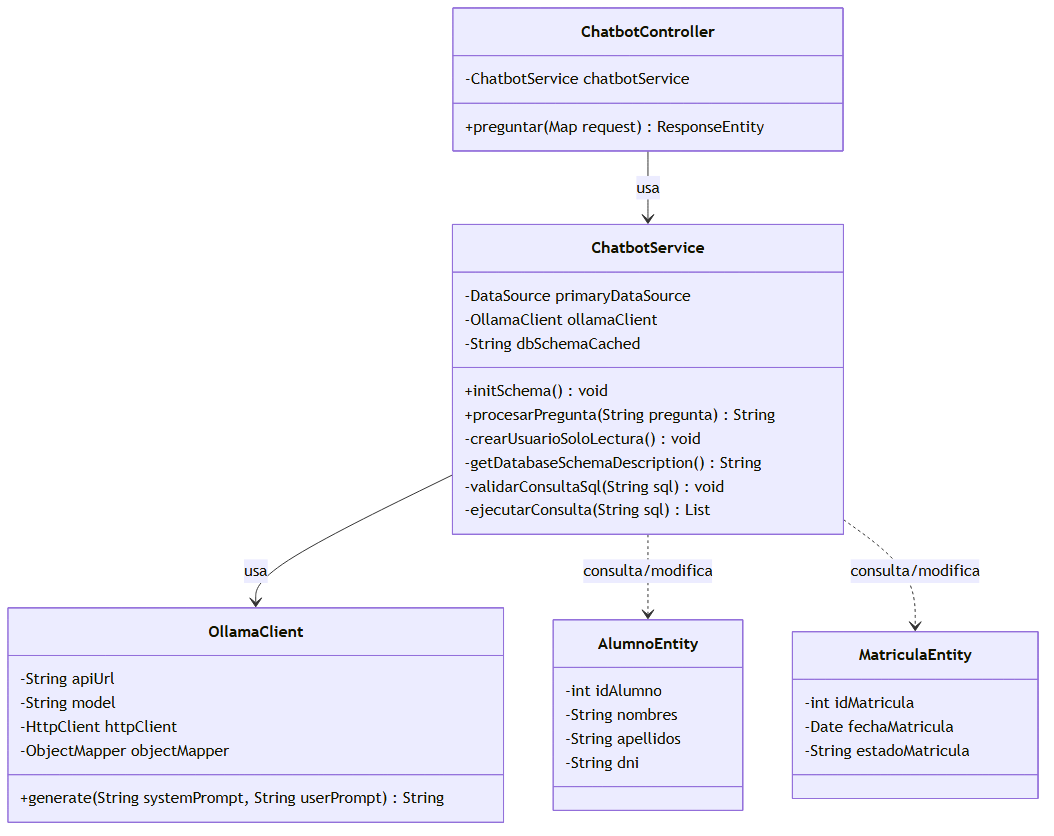 ChatbotController
-ChatbotService chatbotService
+preguntar(Map request) : ResponseEntity
usa
ChatbotService
-DataSource primaryDataSource
-OllamaClient ollamaClient
-String dbSchemaCached
+initSchema() : void
+procesarPregunta(String pregunta) : String
-crearUsuarioSoloLectura() : void
-getDatabaseSchemaDescription() : String
-validarConsultaSql(String sql) : void
-ejecutarConsulta(String sql) : List
usa
consulta/modifica
consulta/modifica
OllamaClient
-String apiUrl
-String model
-HttpClient httpClient
-ObjectMapper objectMapper
+generate(String systemPrompt, String userPrompt) : String
AlumnoEntity
-int idAlumno
-String nombres
-String apellidos
-String dni
MatriculaEntity
-int idMatricula
-Date fechaMatricula
-String estadoMatricula